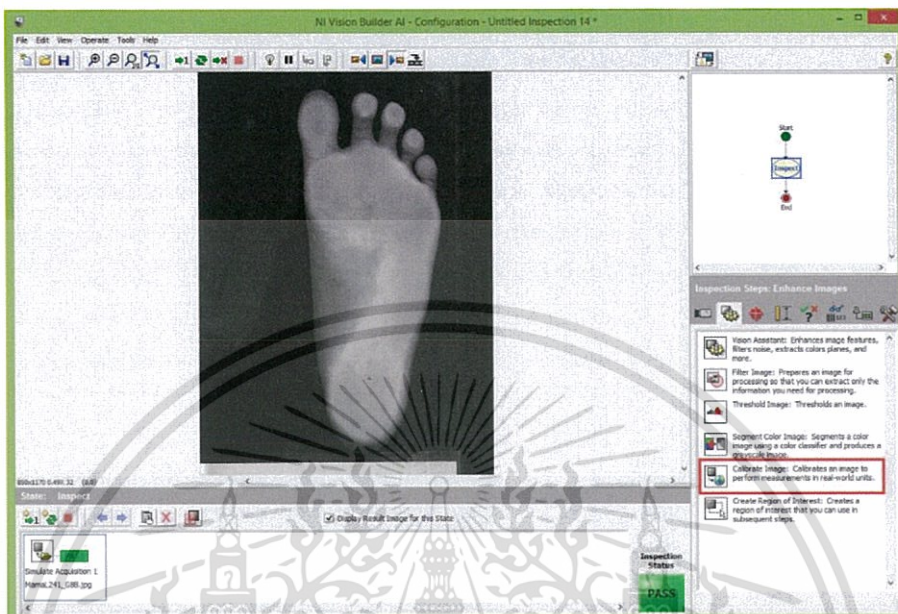 NI Vision Builder AI - Configuration - Untitled Inspection 14 *
File Edit View Operate Tools Help
Start
Inspect
End
Inspection Steps: Enhance Images
Vision Assistant: Enhances image features,
filters noise, extracts colors planes, and
more.
Filter Image: Prepares an image for
processing so that you can extract only the
information you need for processing.
Threshold Image: Thresholds an image.
Segment Color Image: Segments a color
image using a color classifier and produces a
grayscale image.
Calibrate Image: Calibrates an image to
perform measurements in real-world units.
Create Region of Interest: Creates a
region of interest that you can use in
subsequent steps.
State: Inspect
Display Result Image for this State
Simulate Acquisition 1
Inspection
Status
PASS